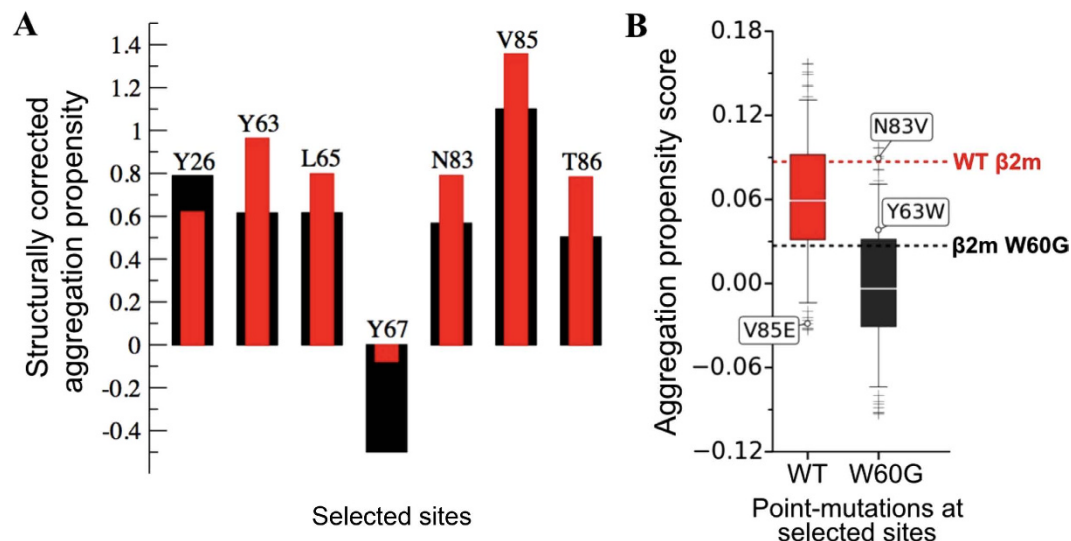 A
Structurally corrected
aggregation propensity
1.4
1.2
1
0.8
0.6
0.4
0.2
0
-0.2
-0.4
Y26
Y63
L65
Y67
N83
V85
T86
Selected sites
B
Aggregation propensity score
0.12
0.06
0.00
−0.06
−0.12
N83V
WT β2m
Y63W
β2m W60G
V85E
WT W60G
Point-mutations at
selected sites